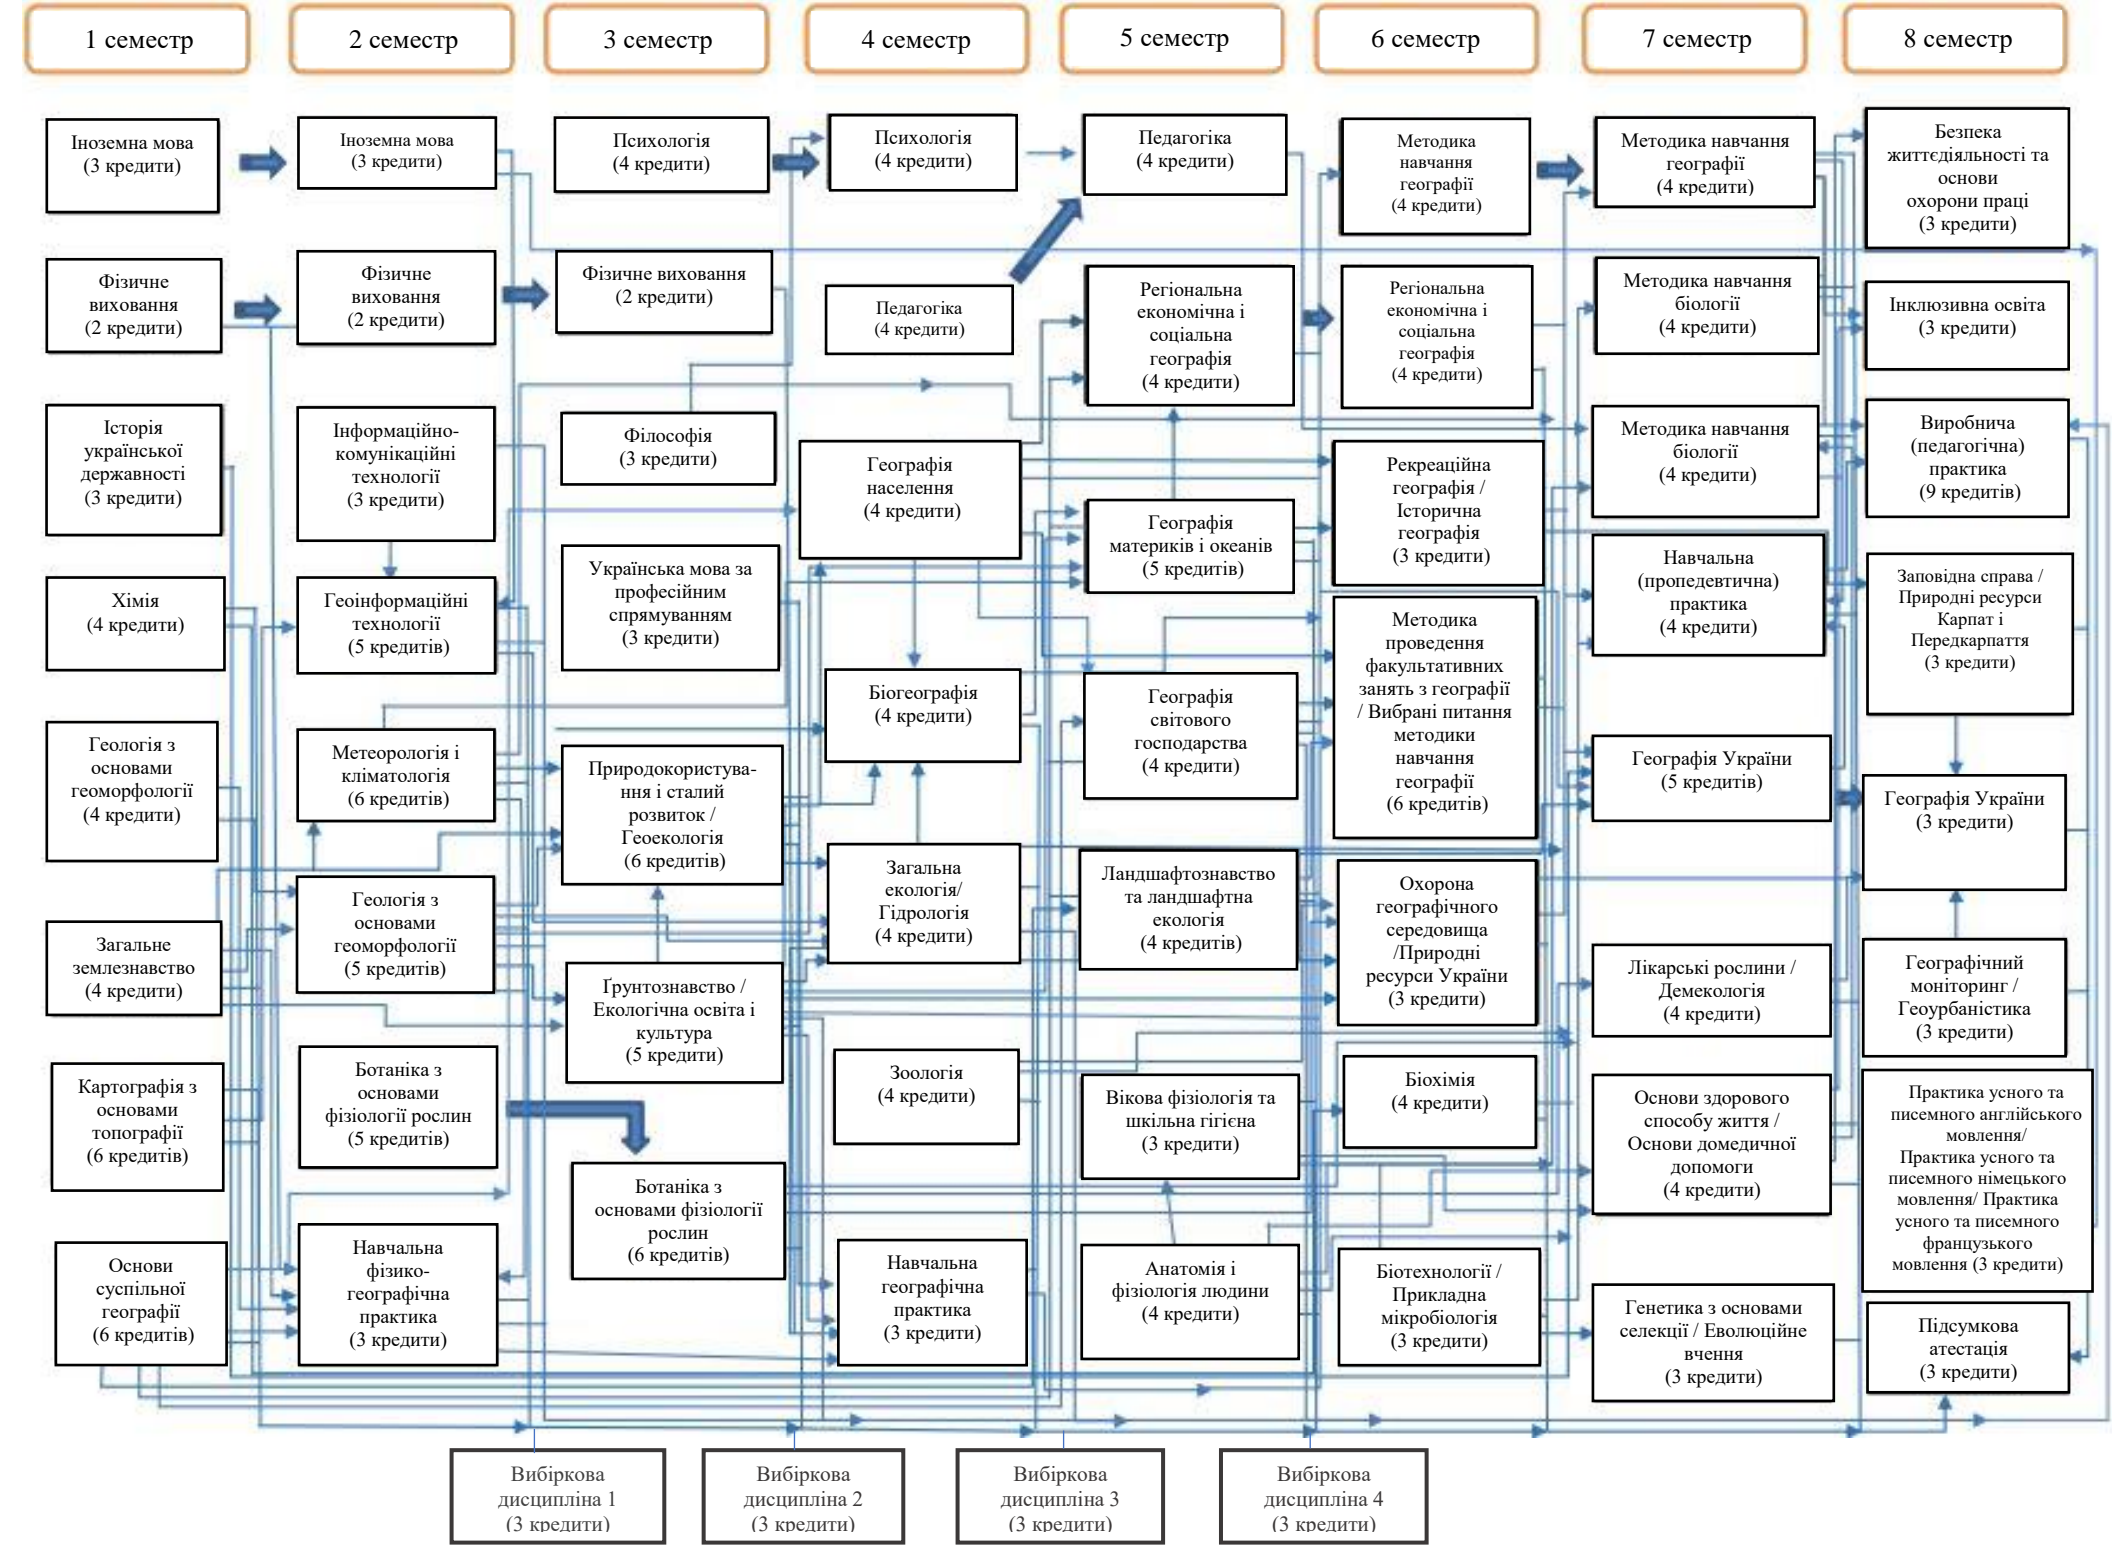 1 семестр
2 семестр
3 семестр
4 семестр
5 семестр
6 семестр
7 семестр
8 семестр
Іноземна мова
(3 кредити)
Фізичне
виховання
(2 кредити)
Історія
української
державності
(3 кредити)
Хімія
(4 кредити)
Геологія з
основами
геоморфології
(4 кредити)
Загальне
землезнавство
(4 кредити)
Картографія з
основами
топографії
(6 кредитів)
Основи
суспільної
географії
(6 кредитів)
Іноземна мова
(3 кредити)
Фізичне
виховання
(2 кредити)
Інформаційно-
комунікаційні
технології
(3 кредити)
Геоінформаційні
технології
(5 кредитів)
Метеорологія і
кліматологія
(6 кредитів)
Геологія з
основами
геоморфології
(5 кредитів)
Ботаніка з
основами
фізіології рослин
(5 кредитів)
Навчальна
фізико-
географічна
практика
(3 кредити)
Психологія
(4 кредити)
Фізичне виховання
(2 кредити)
Філософія
(3 кредити)
Українська мова за
професійним
спрямуванням
(3 кредити)
Природокористува-
ння і сталий
розвиток /
Геоекологія
(6 кредитів)
Ґрунтознавство /
Екологічна освіта і
культура
(5 кредити)
Ботаніка з
основами фізіології
рослин
(6 кредитів)
Психологія
(4 кредити)
Педагогіка
(4 кредити)
Географія
населення
(4 кредити)
Біогеографія
(4 кредити)
Загальна
екологія/
Гідрологія
(4 кредити)
Зоологія
(4 кредити)
Навчальна
географічна
практика
(3 кредити)
Педагогіка
(4 кредити)
Регіональна
економічна і
соціальна
географія
(4 кредити)
Географія
материків і океанів
(5 кредитів)
Географія
світового
господарства
(4 кредити)
Ландшафтознавство
та ландшафтна
екологія
(4 кредитів)
Вікова фізіологія та
шкільна гігієна
(3 кредити)
Анатомія і
фізіологія людини
(4 кредити)
Методика
навчання
географії
(4 кредити)
Регіональна
економічна і
соціальна
географія
(4 кредити)
Рекреаційна
географія /
Історична
географія
(3 кредити)
Методика
проведення
факультативних
занять з географії
/ Вибрані питання
методики
навчання
географії
(6 кредитів)
Охорона
географічного
середовища
/Природні
ресурси України
(3 кредити)
Біохімія
(4 кредити)
Біотехнології /
Прикладна
мікробіологія
(3 кредити)
Методика навчання
географії
(4 кредити)
Методика навчання
біології
(4 кредити)
Методика навчання
біології
(4 кредити)
Навчальна
(пропедевтична)
практика
(4 кредити)
Географія України
(5 кредитів)
Лікарські рослини /
Демекологія
(4 кредити)
Основи здорового
способу життя /
Основи домедичної
допомоги
(4 кредити)
Генетика з основами
селекції / Еволюційне
вчення
(3 кредити)
Безпека
життєдіяльності та
основи
охорони праці
(3 кредити)
Інклюзивна освіта
(3 кредити)
Виробнича
(педагогічна)
практика
(9 кредитів)
Заповідна справа /
Природні ресурси
Карпат і
Передкарпаття
(3 кредити)
Географія України
(3 кредити)
Географічний
моніторинг /
Геоурбаністика
(3 кредити)
Практика усного та
писемного англійського
мовлення/
Практика усного та
писемного німецького
мовлення/ Практика
усного та писемного
французького
мовлення (3 кредити)
Підсумкова
атестація
(3 кредити)
Вибіркова
дисципліна 1
(3 кредити)
Вибіркова
дисципліна 2
(3 кредити)
Вибіркова
дисципліна 3
(3 кредити)
Вибіркова
дисципліна 4
(3 кредити)